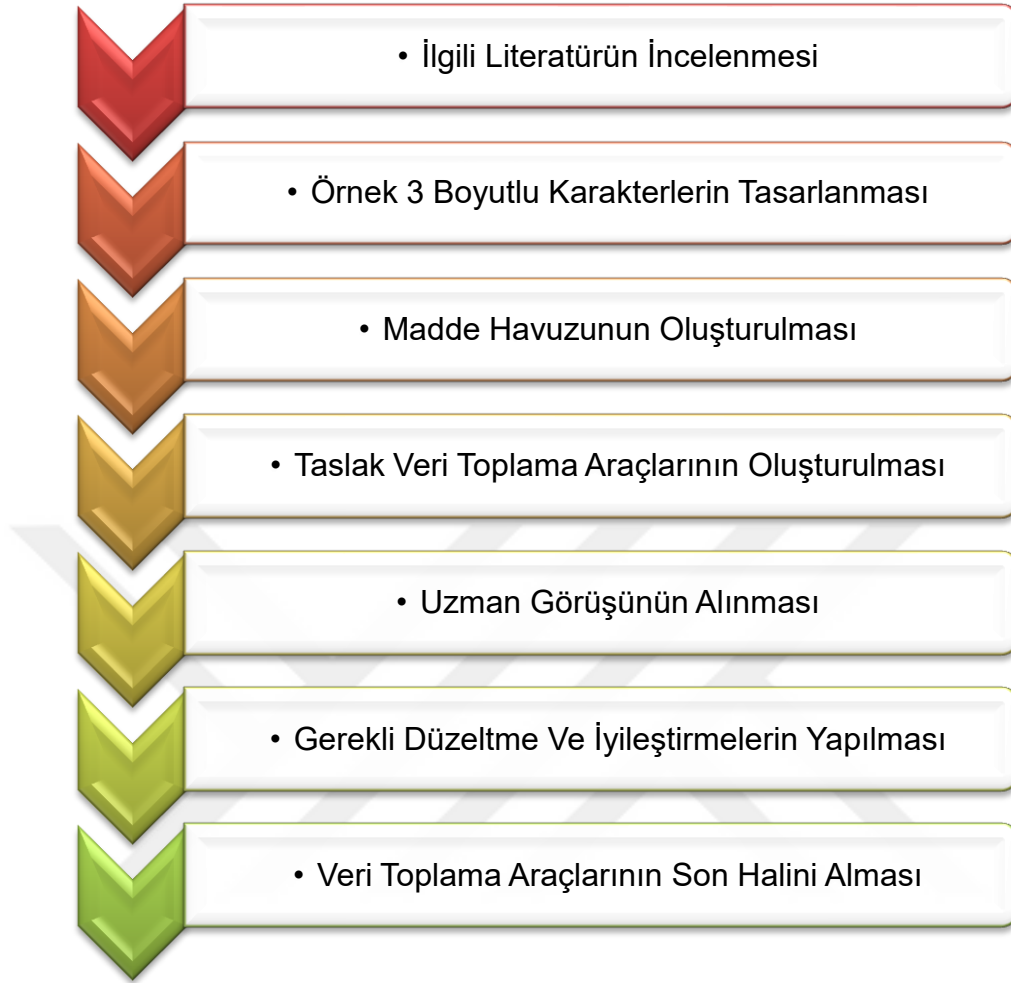 • İlgili Literatürün İncelenmesi
• Örnek 3 Boyutlu Karakterlerin Tasarlanması
• Madde Havuzunun Oluşturulması
• Taslak Veri Toplama Araçlarının Oluşturulması
• Uzman Görüşünün Alınması
• Gerekli Düzeltme Ve İyileştirmelerin Yapılması
• Veri Toplama Araçlarının Son Halini Alması